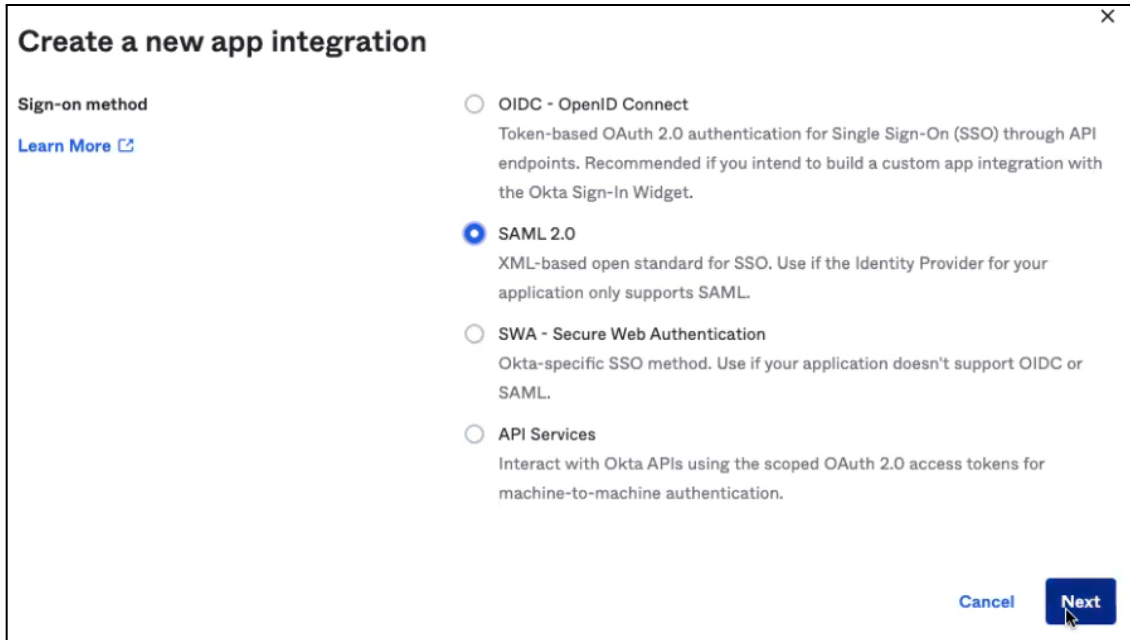 Create a new app integration
Sign-on method
Learn More
OIDC - OpenID Connect
Token-based OAuth 2.0 authentication for Single Sign-On (SSO) through API
endpoints. Recommended if you intend to build a custom app integration with
the Okta Sign-In Widget.
SAML 2.0
XML-based open standard for SSO. Use if the Identity Provider for your
application only supports SAML.
SWA - Secure Web Authentication
Okta-specific SSO method. Use if your application doesn't support OIDC or
SAML.
API Services
Interact with Okta APIs using the scoped OAuth 2.0 access tokens for
machine-to-machine authentication.
Cancel
Next